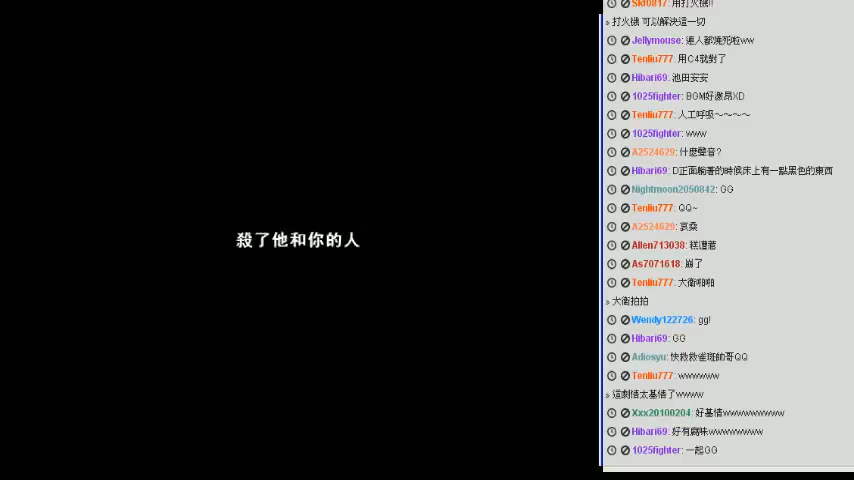 殺了他和你的人
Skf0817: 用打火機!!
» 打火機 可以解決這一切
Jellymouse: 連人都燒死啦ww
Tenliu777: 用C4就對了
Hibari69: 池田安安
1025fighter: BGM好激昂XD
Tenliu777: 人工呼吸~~~~
1025fighter: www
A2524629: 什麼聲音?
Hibari69: D正面躺著的時候床上有一點黑色的東西
Nightmoon2050842: GG
Tenliu777: QQ~
A2524629: 哀桑
Allen713038: 糕讚蘑
As7071618: 崩了
Tenliu777: 大衛啪啪
» 大衛拍拍
Wendy122726: gg!
Hibari69: GG
Adiosyu: 快救救雀斑帥哥QQ
Tenliu777: wwwwww
» 這劇情太基情了wwww
Xxx20100204: 好基情wwwwwwwww
Hibari69: 好有腐味wwwwwwww
1025fighter: 一起GG